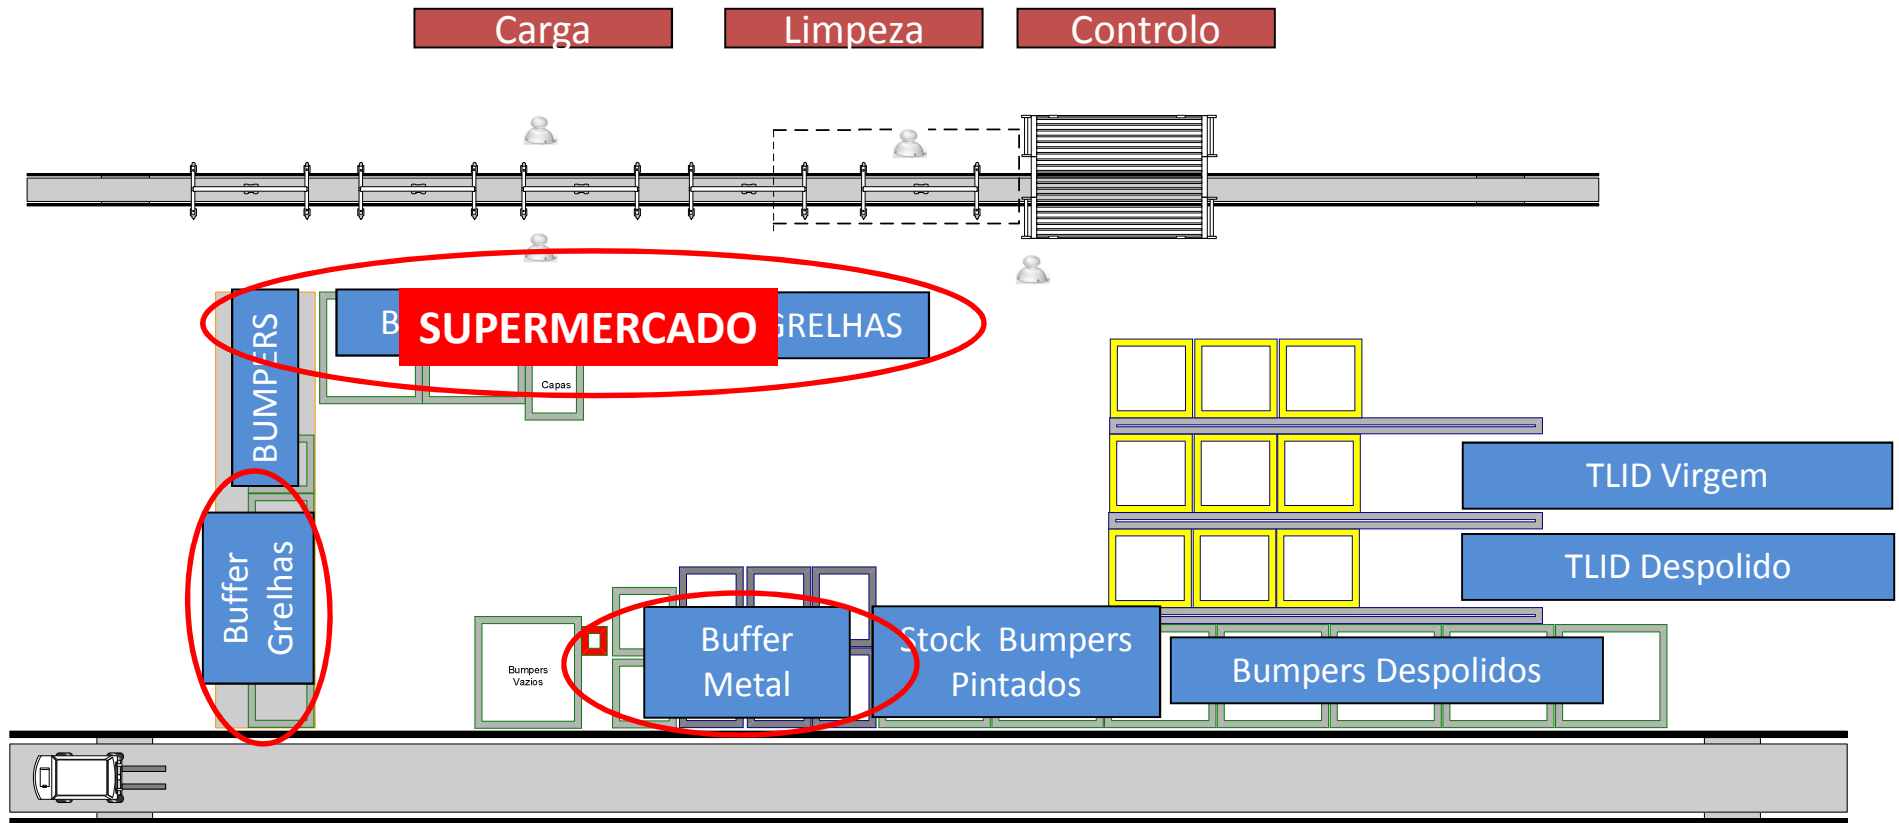 Carga
Limpeza
Controlo
BUMPERS
B
SUPERMERCADO
GRELHAS
Capas
TLID Virgem
TLID Despolido
Buffer
Grelhas
Bumpers
Vazios
Buffer
Metal
Stock Bumpers
Pintados
Bumpers Despolidos